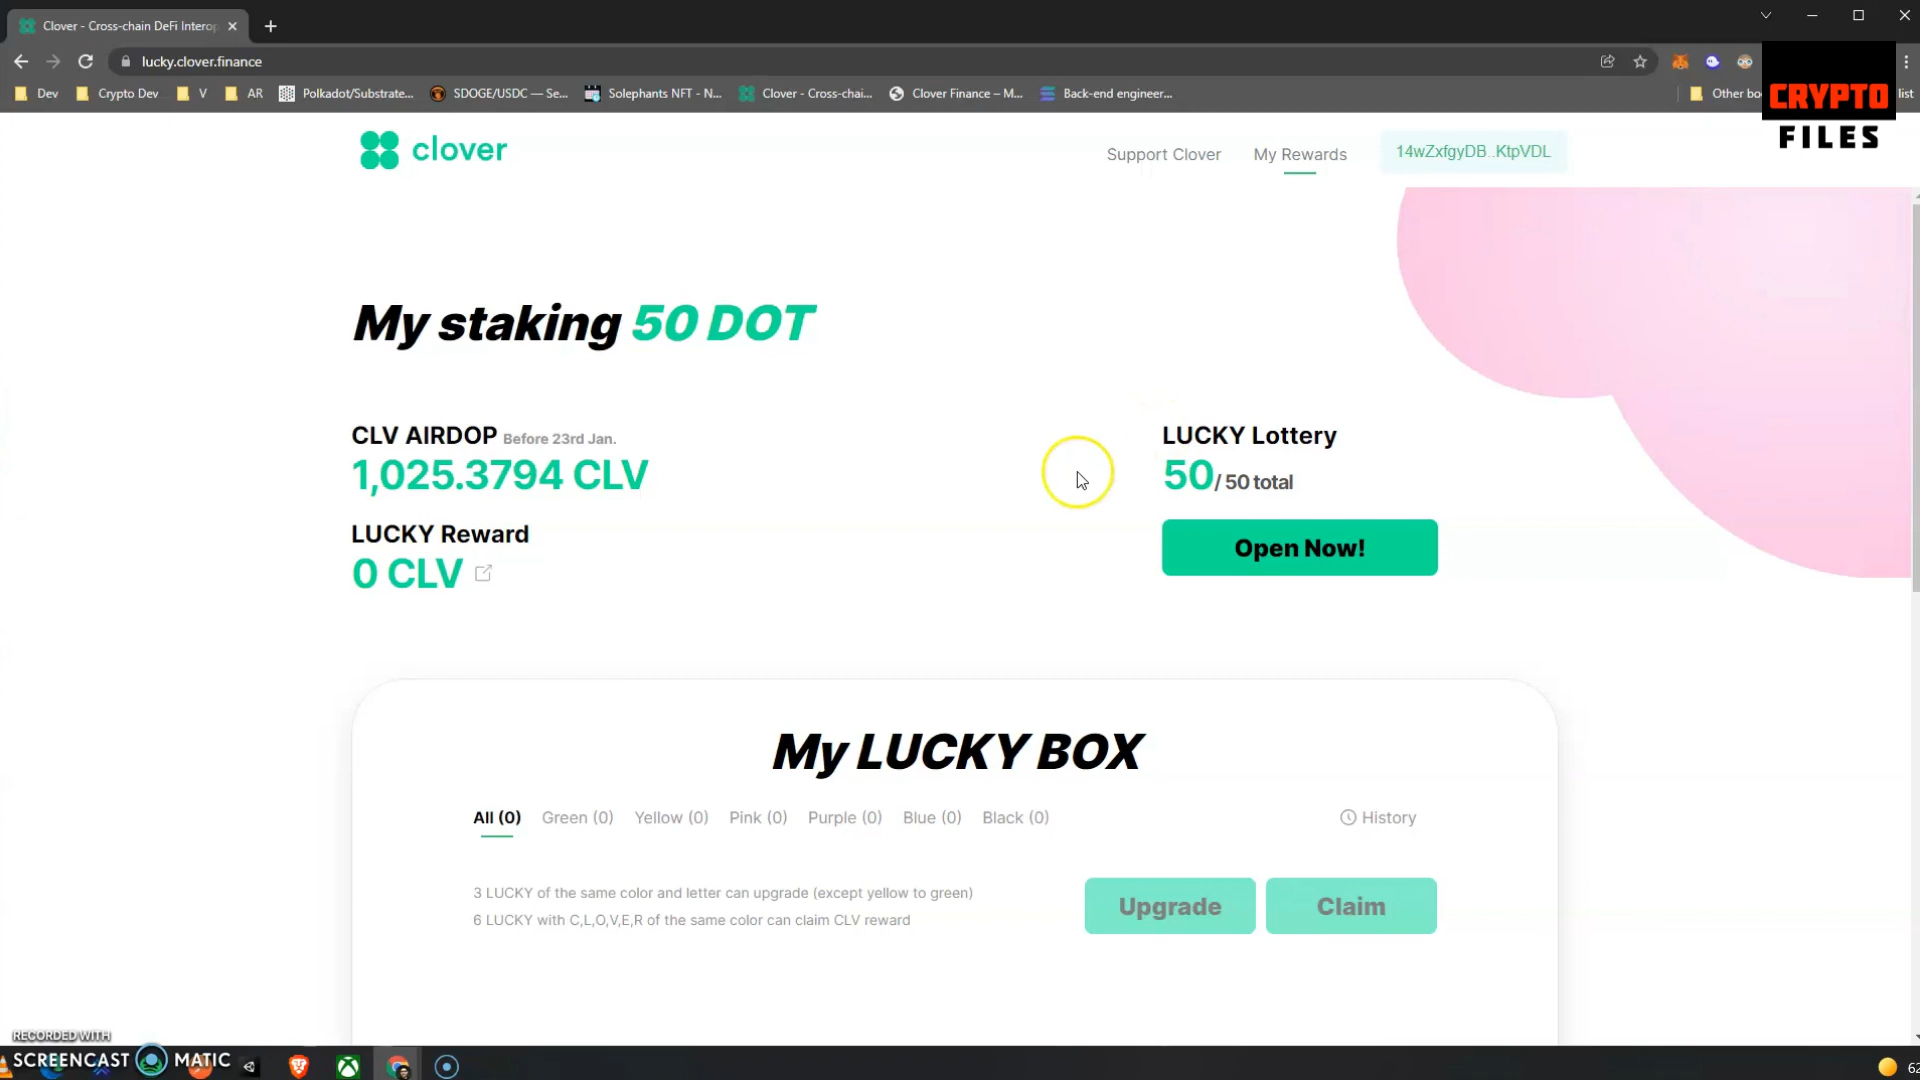 Clover - Cross-chain DeFi Interop
lucky.clover.finance
Dev
Crypto Dev
V
AR
Polkadot/Substrate...
SDOGE/USDC — Se...
Solephants NFT - N...
Clover - Cross-chai...
Clover Finance – M...
Back-end engineer...
Other bo
list
CRYPTO
FILES
clover
Support Clover
My Rewards
14wZxfgyDB..KtpVDL
My staking 50 DOT
CLV AIRDOP Before 23rd Jan.
1,025.3794 CLV
LUCKY Reward
0 CLV
LUCKY Lottery
50/ 50 total
Open Now!
My LUCKY BOX
All (0)
Green (0)
Yellow (0)
Pink (0)
Purple (0)
Blue (0)
Black (0)
History
3 LUCKY of the same color and letter can upgrade (except yellow to green)
6 LUCKY with C,L,O,V,E,R of the same color can claim CLV reward
Upgrade
Claim
RECORDED WITH
SCREENCAST MATIC
62